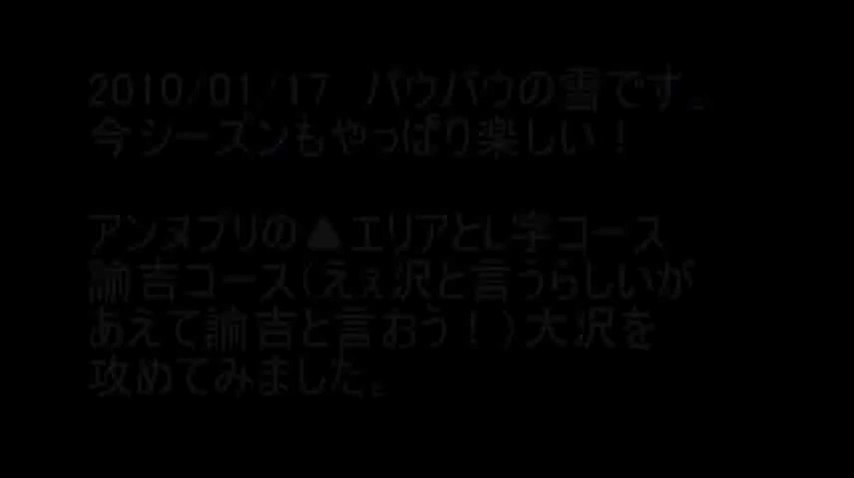 2010/01/17　パウパウの雪です。
今シーズンもやっぱり楽しい！
アンヌプリの▲エリアとL字コース
諭吉コース(えぇ沢と言うらしいが
あえて諭吉と言おう！)大沢を
攻めてみました。